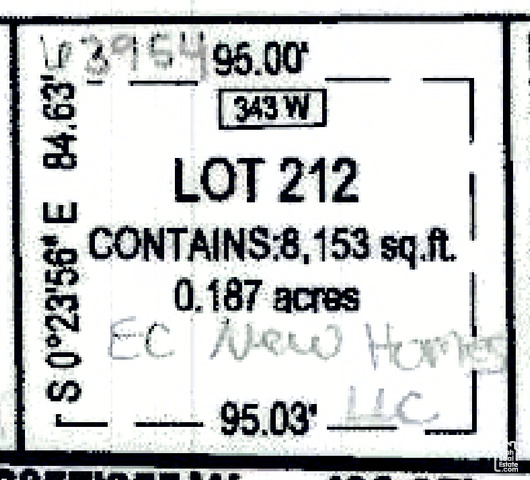 63954
95.00'
343 W
S 0°23'56" E 84.63'
LOT 212
CONTAINS:8,153 sq.ft.
0.187 acres
EC New Homes
LLC
95.03'